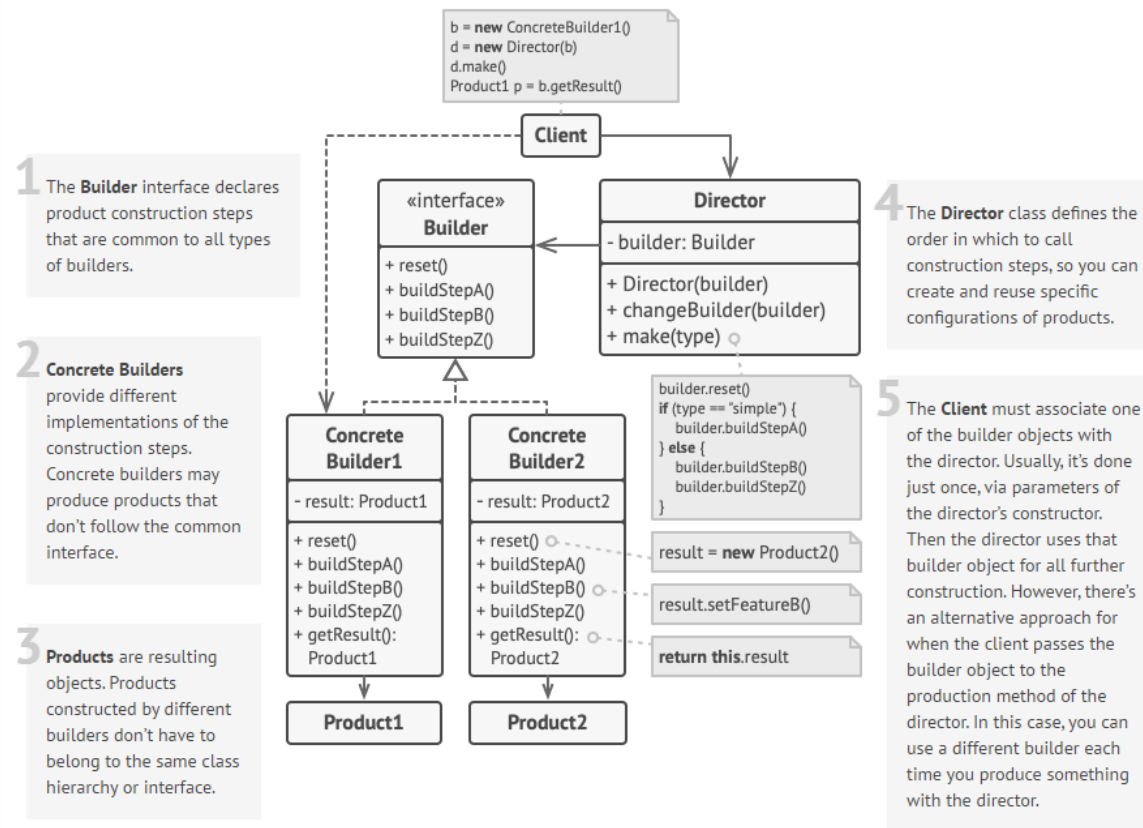 b = new ConcreteBuilder1()
d = new Director(b)
d.make()
Product1 p = b.getResult()
Client
1
The Builder interface declares
product construction steps
that are common to all types
of builders.
«interface»
Builder
+ reset()
+ buildStepA()
+ buildStepB()
+ buildStepZ()
Director
- builder: Builder
+ Director(builder)
+ changeBuilder(builder)
+ make(type)
4
The Director class defines the
order in which to call
construction steps, so you can
create and reuse specific
configurations of products.
2
Concrete Builders
provide different
implementations of the
construction steps.
Concrete builders may
produce products that
don't follow the common
interface.
builder.reset()
if (type == "simple") {
builder.buildStepA()
} else {
builder.buildStepB()
builder.buildStepZ()
}
Concrete
Builder1
- result: Product1
+ reset()
+ buildStepA()
+ buildStepB()
+ buildStepZ()
+ getResult():
Product1
Concrete
Builder2
- result: Product2
+ reset()
+ buildStepA()
+ buildStepB()
+ buildStepZ()
+ getResult():
Product2
result = new Product2()
result.setFeatureB()
return this.result
Product1
Product2
3
Products are resulting
objects. Products
constructed by different
builders don't have to
belong to the same class
hierarchy or interface.
5
The Client must associate one
of the builder objects with
the director. Usually, it's done
just once, via parameters of
the director's constructor.
Then the director uses that
builder object for all further
construction. However, there's
an alternative approach for
when the client passes the
builder object to the
production method of the
director. In this case, you can
use a different builder each
time you produce something
with the director.